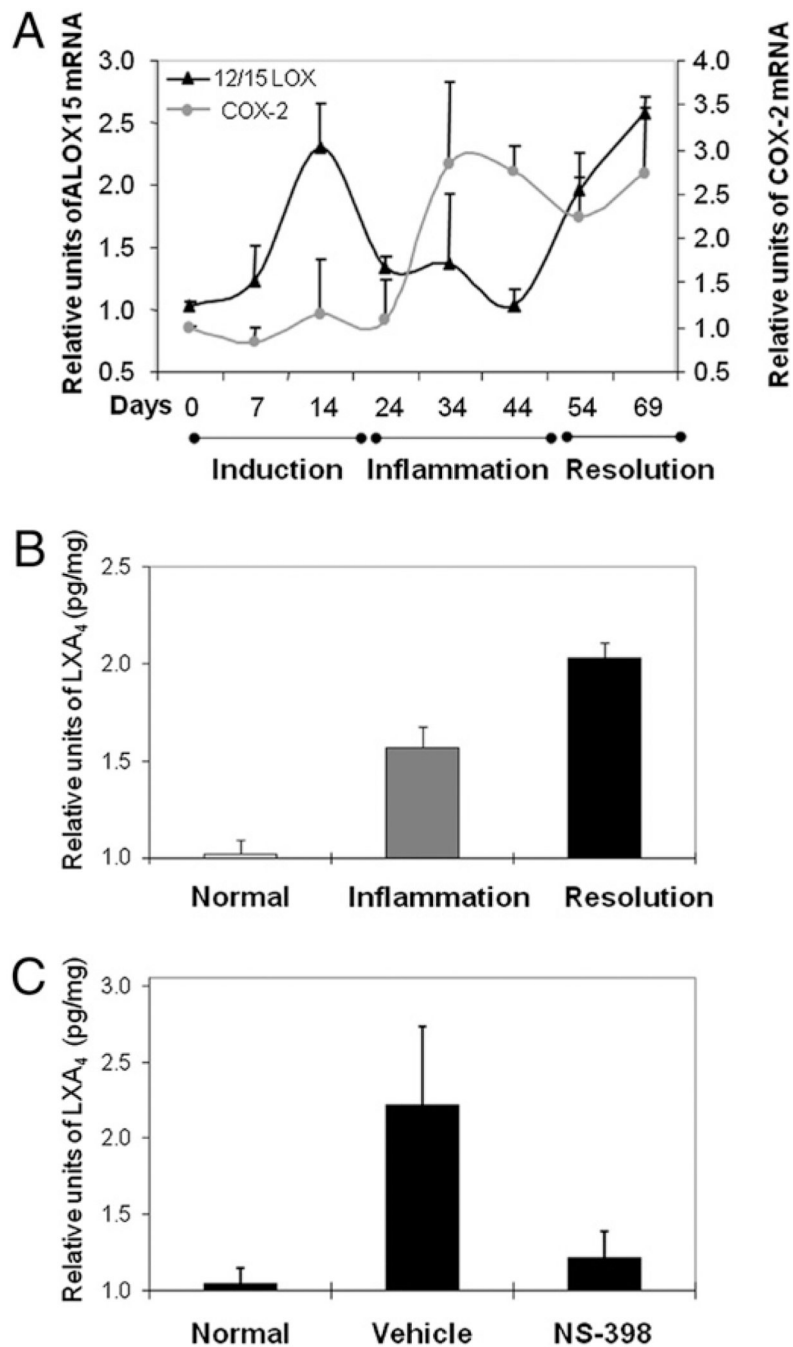 A
Relative units ofALOX15 mRNA
Relative units of COX-2 mRNA
12/15 LOX
COX-2
3.0
2.5
2.0
1.5
1.0
0.5
4.0
3.5
3.0
2.5
2.0
1.5
1.0
0.5
Days 0 7 14 24 34 44 54 69
Induction Inflammation Resolution
B
Relative units of LXA4 (pg/mg)
2.5
2.0
1.5
1.0
Normal Inflammation Resolution
C
Relative units of LXA4 (pg/mg)
3.0
2.5
2.0
1.5
1.0
Normal Vehicle NS-398